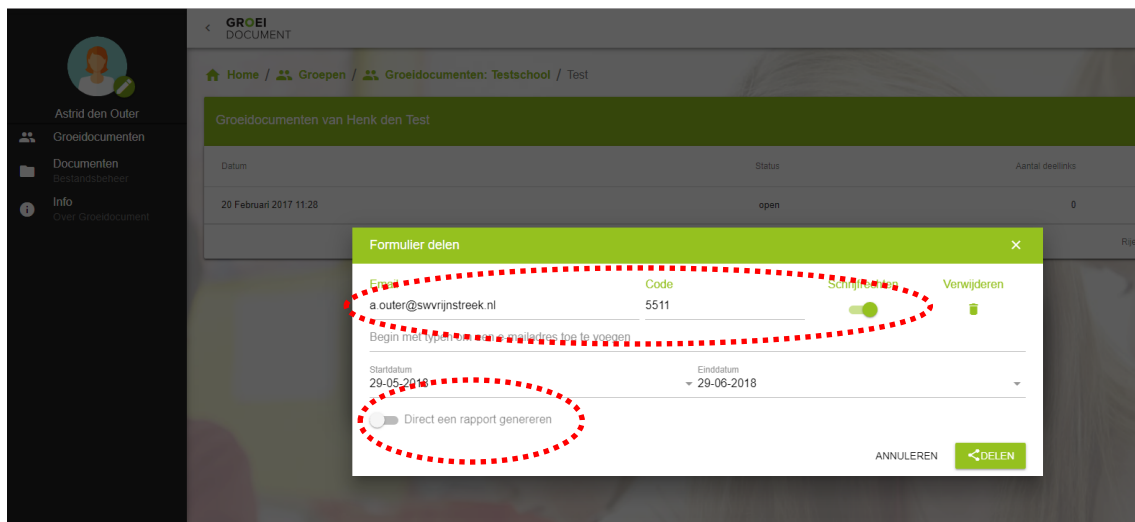 GROEI
DOCUMENT
Home / Groepen / Groeidocumenten: Testschool / Test
Astrid den Outer
Groeidocumenten
Documenten
Bestandsbeheer
Info
Over Groeidocument
Groeidocumenten van Henk den Test
Datum Status Aantal deellinks
20 Februari 2017 11:28 open 0
Formulier delen
Email Code Schrijfrechten Verwijderen
a.outer@swvrijnstreek.nl 5511
Begin met typen om een e-mailadres toe te voegen
Startdatum Einddatum
29-05-2018 29-06-2018
Direct een rapport genereren
ANNULEREN DELEN